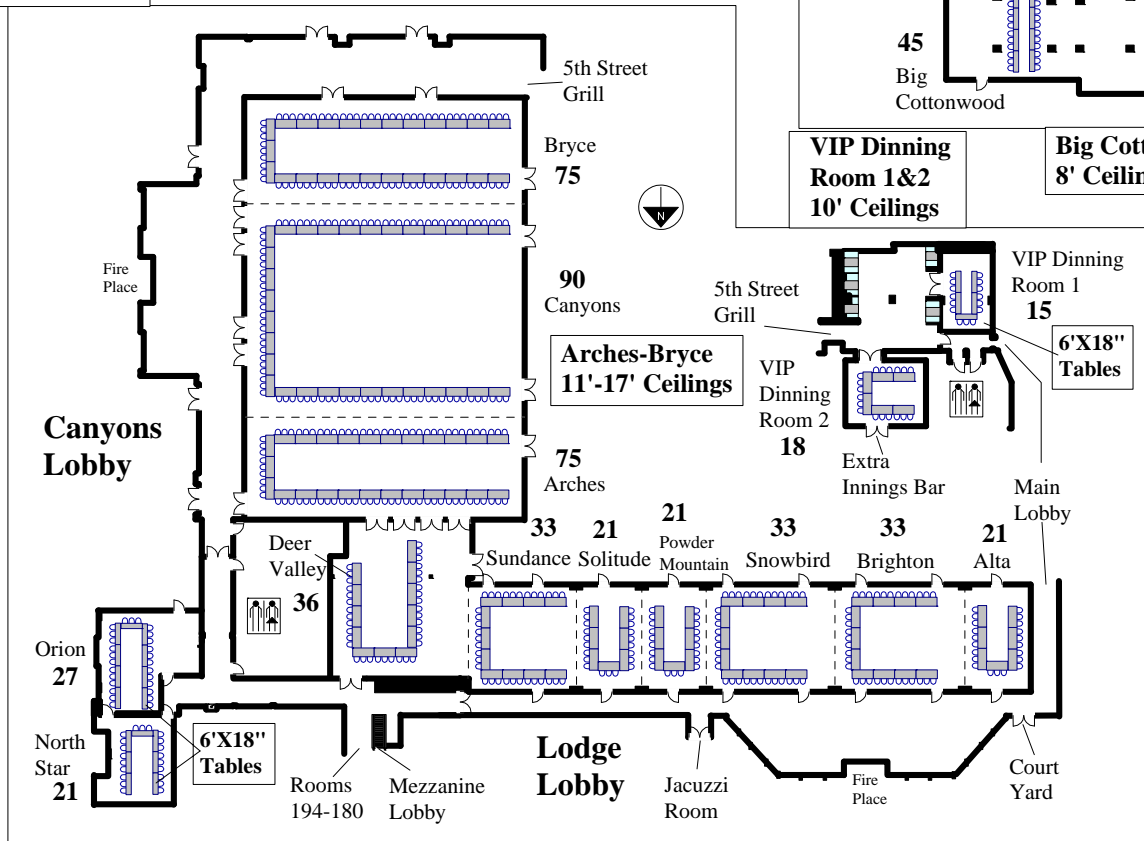 45
Big
Cottonwood
VIP Dinning
Room 1&2
10' Ceilings
Big
8'
5th Street
Grill
Bryce
75
N
Fire
Place
90
Canyons
Arches-Bryce
11'-17' Ceilings
5th Street
Grill
VIP Dinning
Room 1
15
6'X18"
Tables
VIP
Dinning
Room 2
18
Extra
Innings Bar
Main
Lobby
Canyons
Lobby
75
Arches
Deer
Valley
36
33
Sundance
21
Solitude
21
Powder
Mountain
33
Snowbird
33
Brighton
21
Alta
Orion
27
North
Star
21
6'X18"
Tables
Rooms
194-180
Mezzanine
Lobby
Lodge
Lobby
Jacuzzi
Room
Fire
Place
Court
Yard